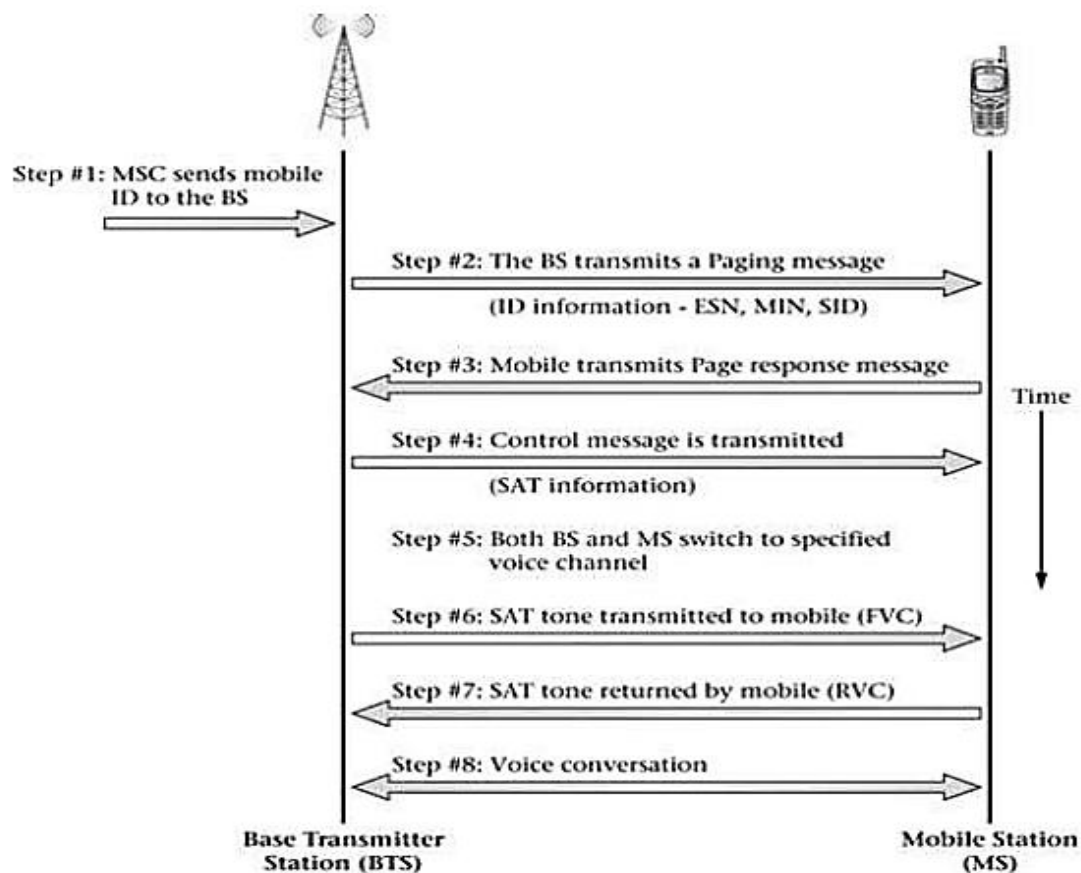 Step #1: MSC sends mobile
ID to the BS
Step #2: The BS transmits a Paging message
(ID information - ESN, MIN, SID)
Step #3: Mobile transmits Page response message
Time
Step #4: Control message is transmitted
(SAT information)
Step #5: Both BS and MS switch to specified
voice channel
Step #6: SAT tone transmitted to mobile (FVC)
Step #7: SAT tone returned by mobile (RVC)
Step #8: Voice conversation
Base Transmitter
Station (BTS)
Mobile Station
(MS)